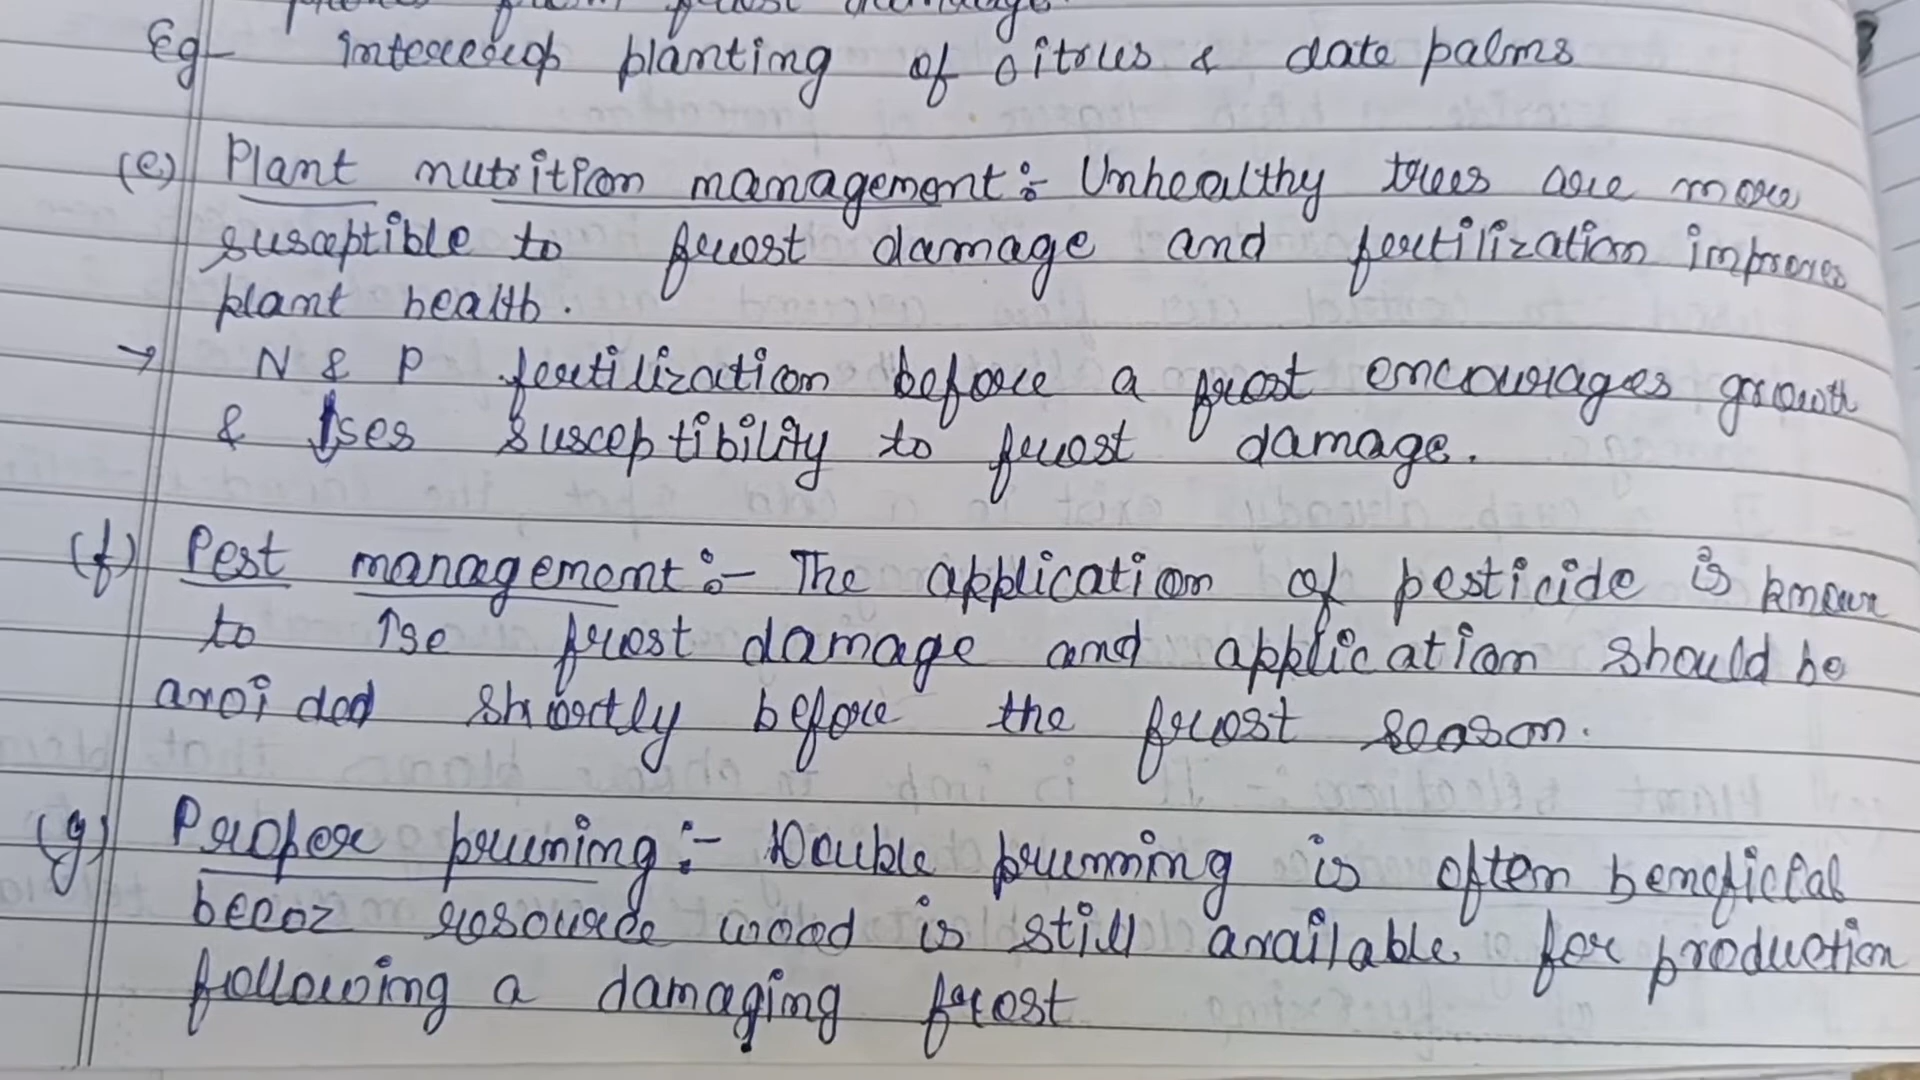 frost damage
Eg- intercrop planting of citrus & date palms
(e) Plant nutrition management :- Unhealthy trees are more
susceptible to frost damage and fertilization improves
plant health.
→ N & P fertilization before a frost encourages growth
& ↑ses susceptibility to frost damage.
(f) Pest management :- The application of pesticide is known
to ↑se frost damage and application should be
avoided shortly before the frost season.
(g) Proper pruning :- Double prunning is often beneficial
becoz resource wood is still available for production
following a damaging frost